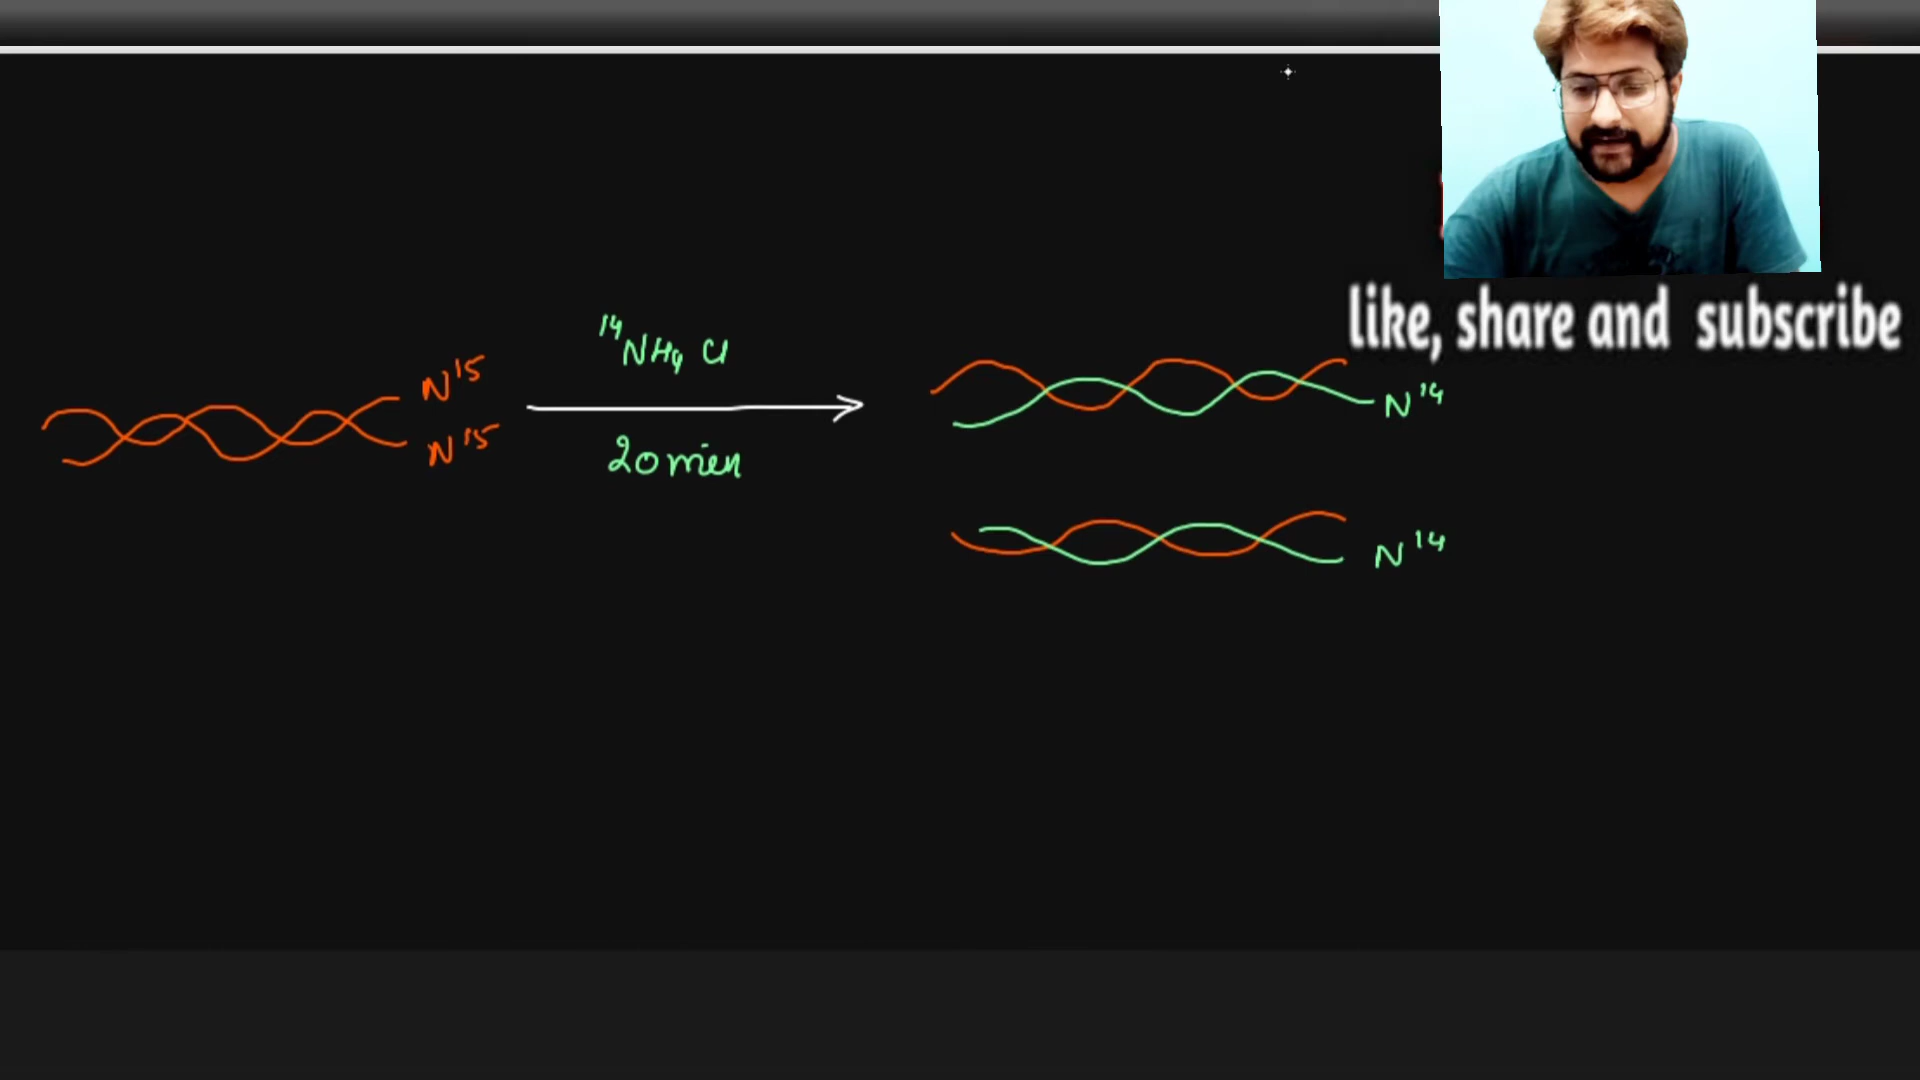 like, share and subscribe
¹⁴NH₄ Cl
N¹⁵
N¹⁵
20 min
N¹⁴
N¹⁴